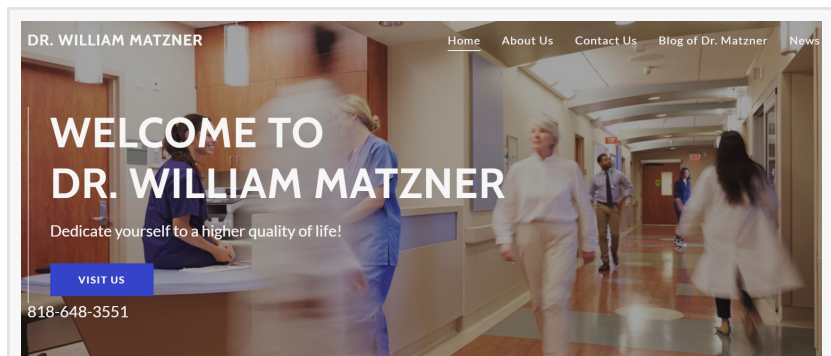 DR. WILLIAM MATZNER
Home About Us Contact Us Blog of Dr. Matzner News
WELCOME TO
DR. WILLIAM MATZNER
Dedicate yourself to a higher quality of life!
VISIT US
818-648-3551